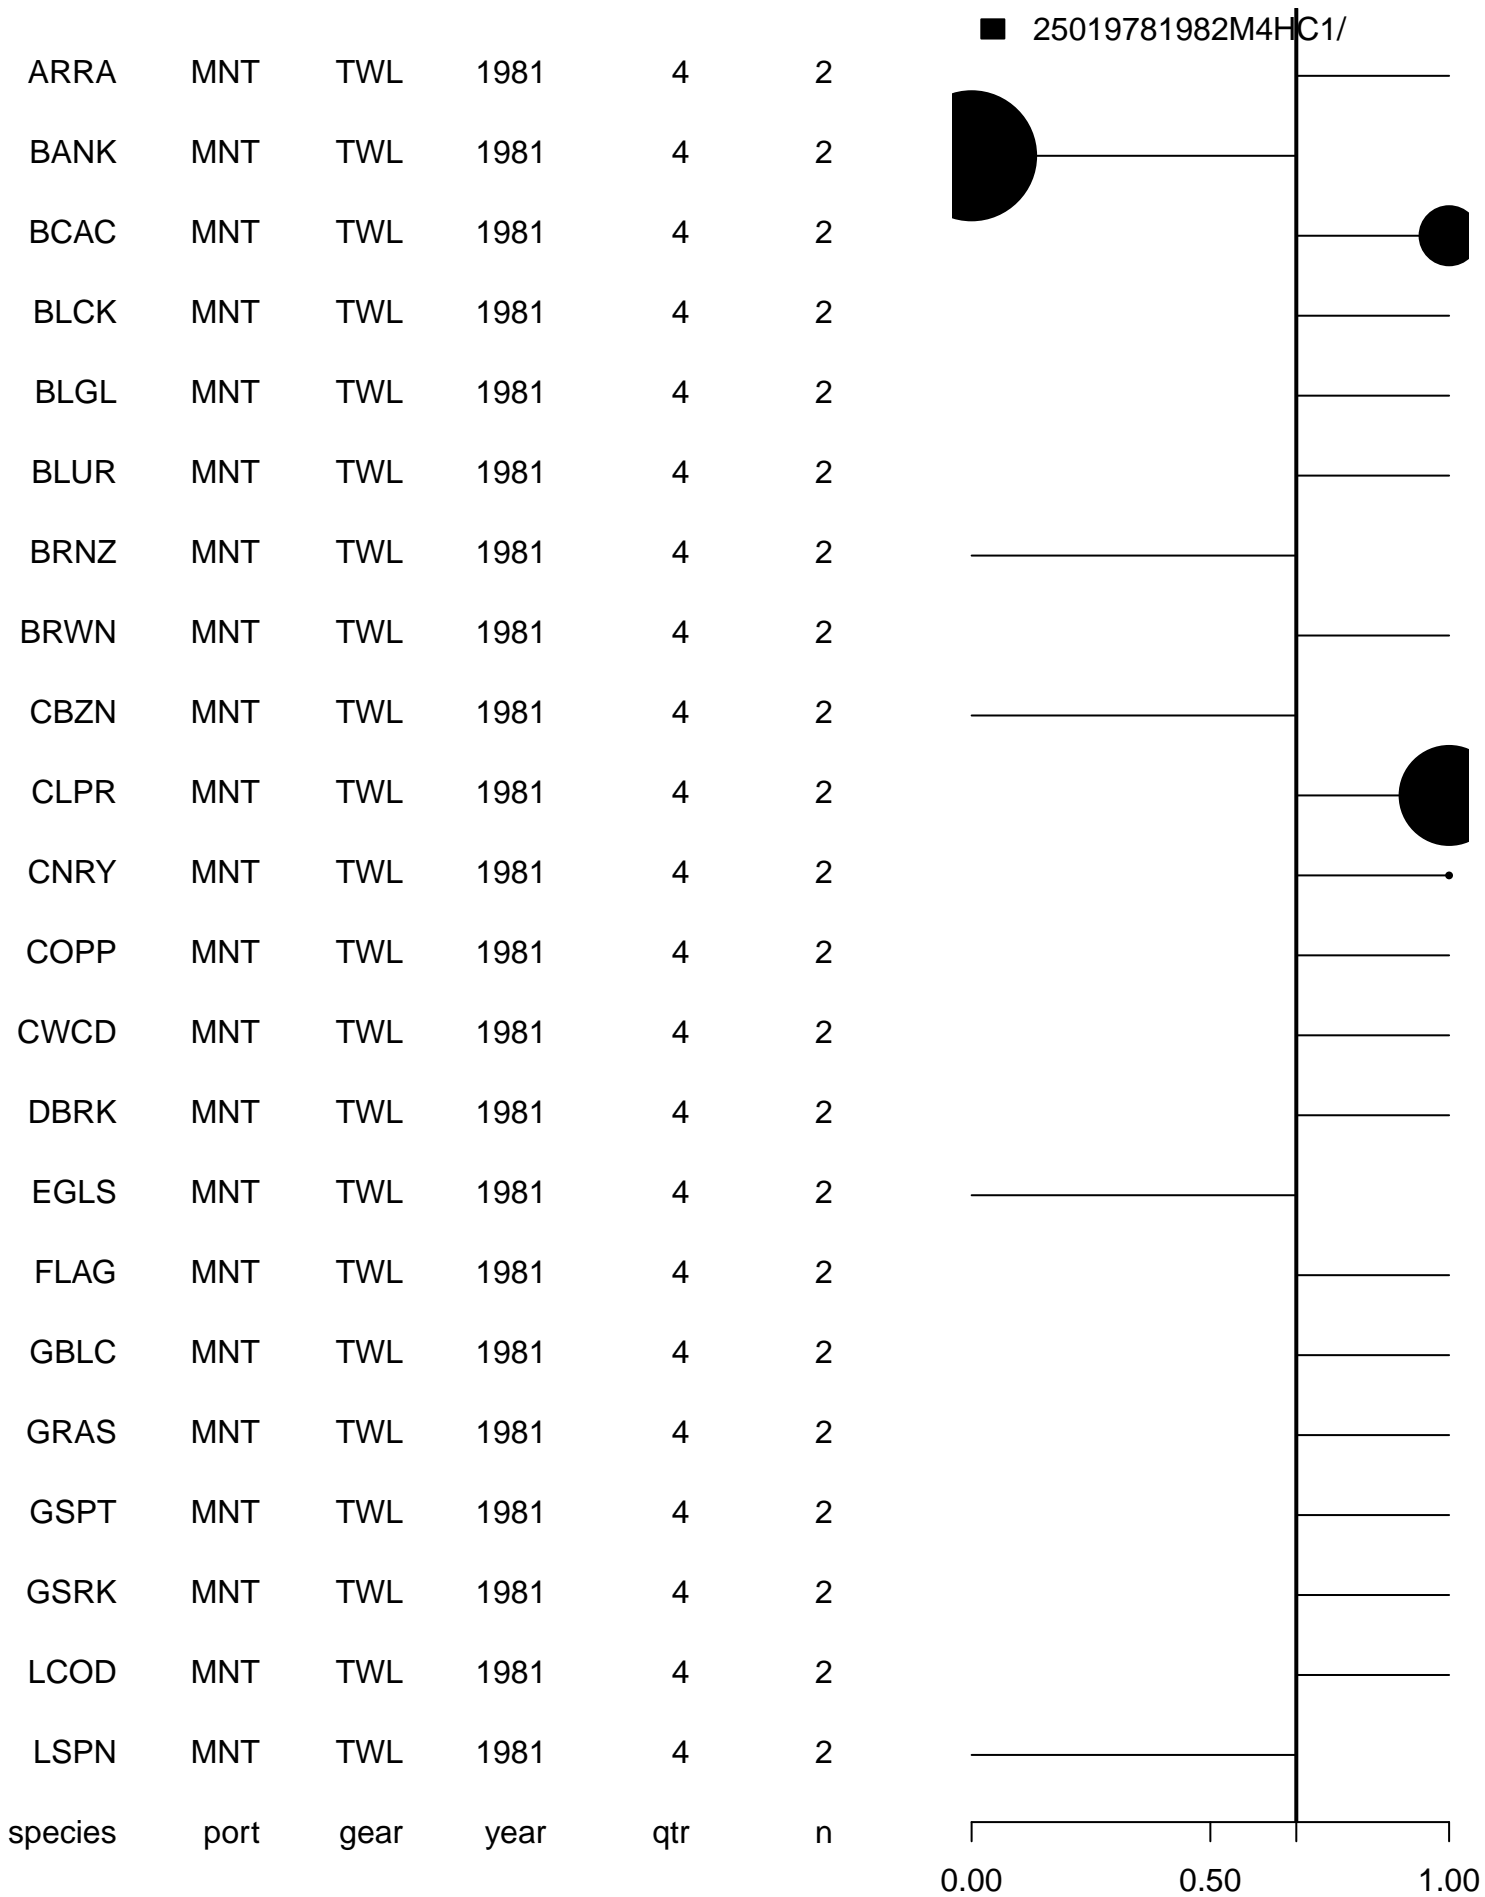 25019781982M4HC1/
ARRA MNT TWL 1981 4 2
BANK MNT TWL 1981 4 2
BCAC MNT TWL 1981 4 2
BLCK MNT TWL 1981 4 2
BLGL MNT TWL 1981 4 2
BLUR MNT TWL 1981 4 2
BRNZ MNT TWL 1981 4 2
BRWN MNT TWL 1981 4 2
CBZN MNT TWL 1981 4 2
CLPR MNT TWL 1981 4 2
CNRY MNT TWL 1981 4 2
COPP MNT TWL 1981 4 2
CWCD MNT TWL 1981 4 2
DBRK MNT TWL 1981 4 2
EGLS MNT TWL 1981 4 2
FLAG MNT TWL 1981 4 2
GBLC MNT TWL 1981 4 2
GRAS MNT TWL 1981 4 2
GSPT MNT TWL 1981 4 2
GSRK MNT TWL 1981 4 2
LCOD MNT TWL 1981 4 2
LSPN MNT TWL 1981 4 2
species port gear year qtr n
0.00 0.50 1.00